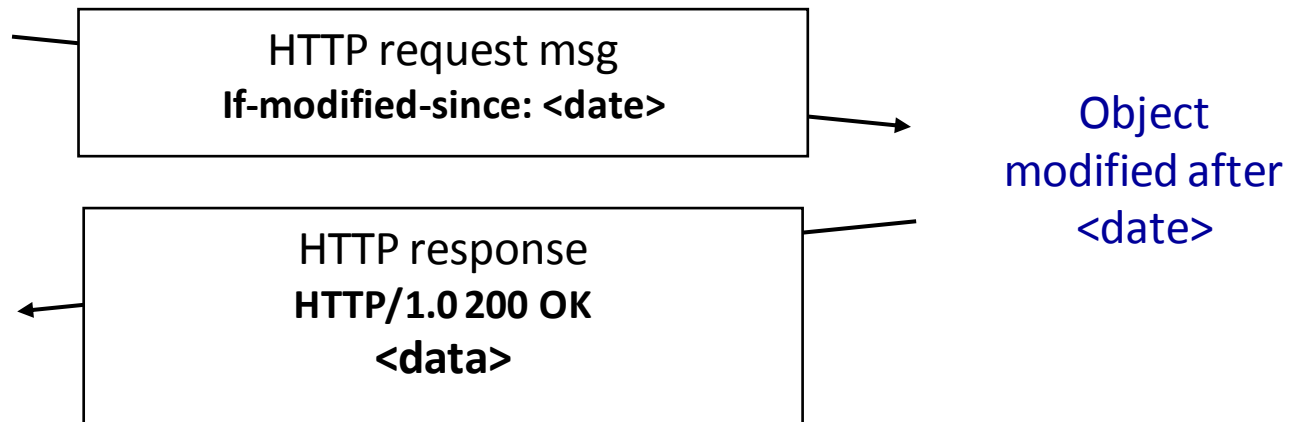 HTTP request msg
If-modified-since: <date>
Object
modified after
<date>
HTTP response
HTTP/1.0 200 OK
<data>